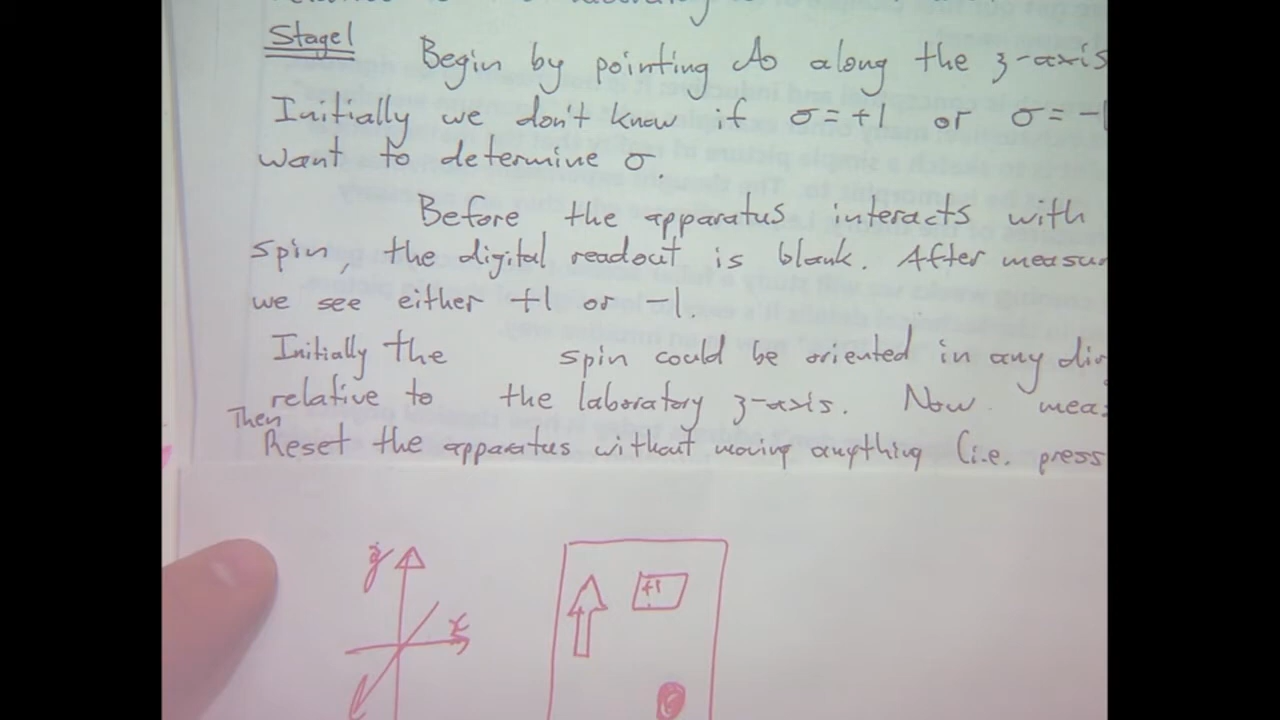 Stage 1
Begin by pointing A along the z-axis
Initially we don't know if σ=+1 or σ=-1
want to determine σ.
Before the apparatus interacts with
spin, the digital readout is blank. After measur
we see either +1 or -1.
Initially the spin could be oriented in any dir
relative to the laboratory z-axis. Now meas
Then
Reset the apparatus without moving anything (i.e. press
x
+1